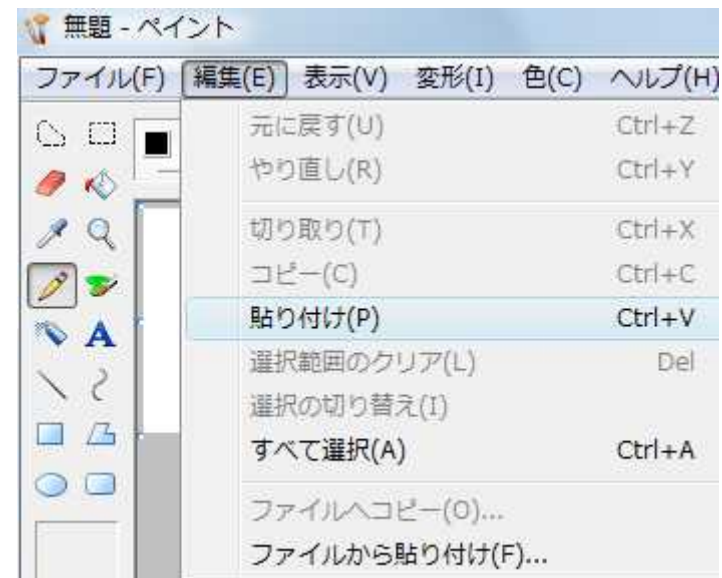 無題 - ペイント
ファイル(F) 編集(E) 表示(V) 変形(I) 色(C) ヘルプ(H)
元に戻す(U) Ctrl+Z
やり直し(R) Ctrl+Y
切り取り(T) Ctrl+X
コピー(C) Ctrl+C
貼り付け(P) Ctrl+V
選択範囲のクリア(L) Del
選択の切り替え(I)
すべて選択(A) Ctrl+A
ファイルへコピー(O)...
ファイルから貼り付け(F)...
A